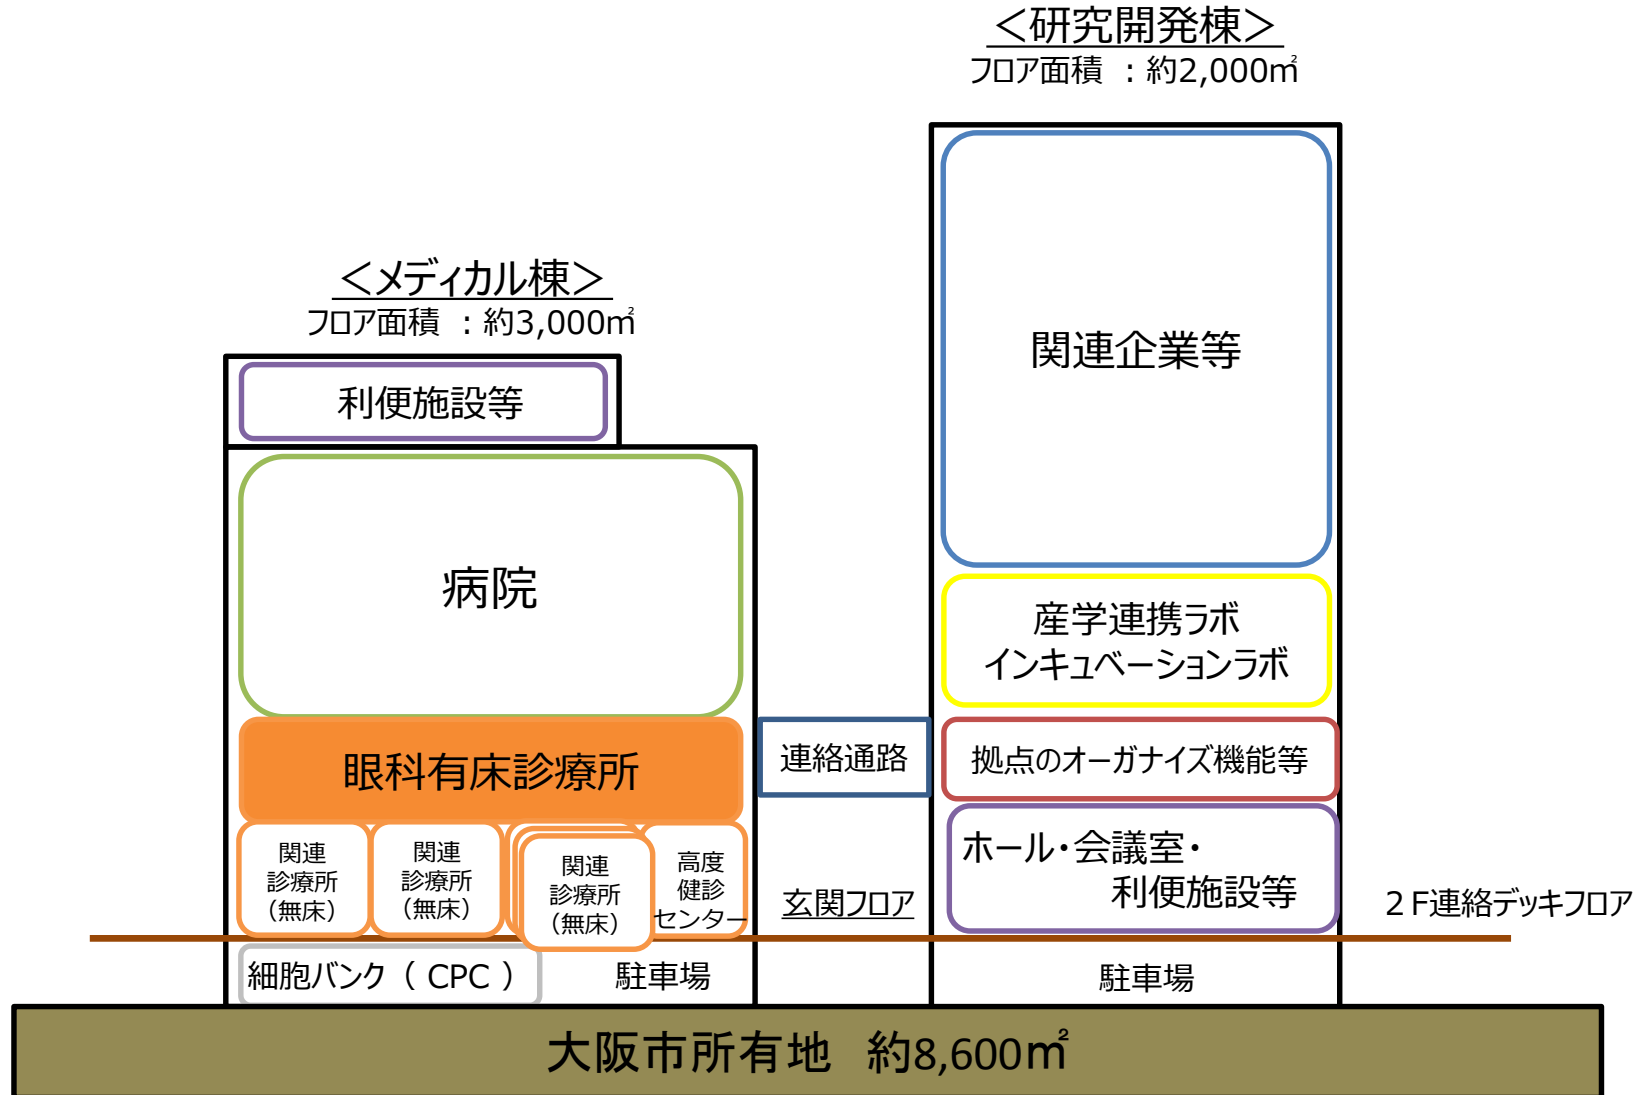 ＜研究開発棟＞
フロア面積 ：約2,000㎡
＜メディカル棟＞
フロア面積 ：約3,000㎡
利便施設等
病院
眼科有床診療所
関連
診療所
（無床）
関連
診療所
（無床）
関連
診療所
（無床）
高度
健診
センター
細胞バンク（ CPC ）
駐車場
連絡通路
玄関フロア
関連企業等
産学連携ラボ
インキュベーションラボ
拠点のオーガナイズ機能等
ホール・会議室・
利便施設等
駐車場
２F連絡デッキフロア
大阪市所有地　約8,600㎡